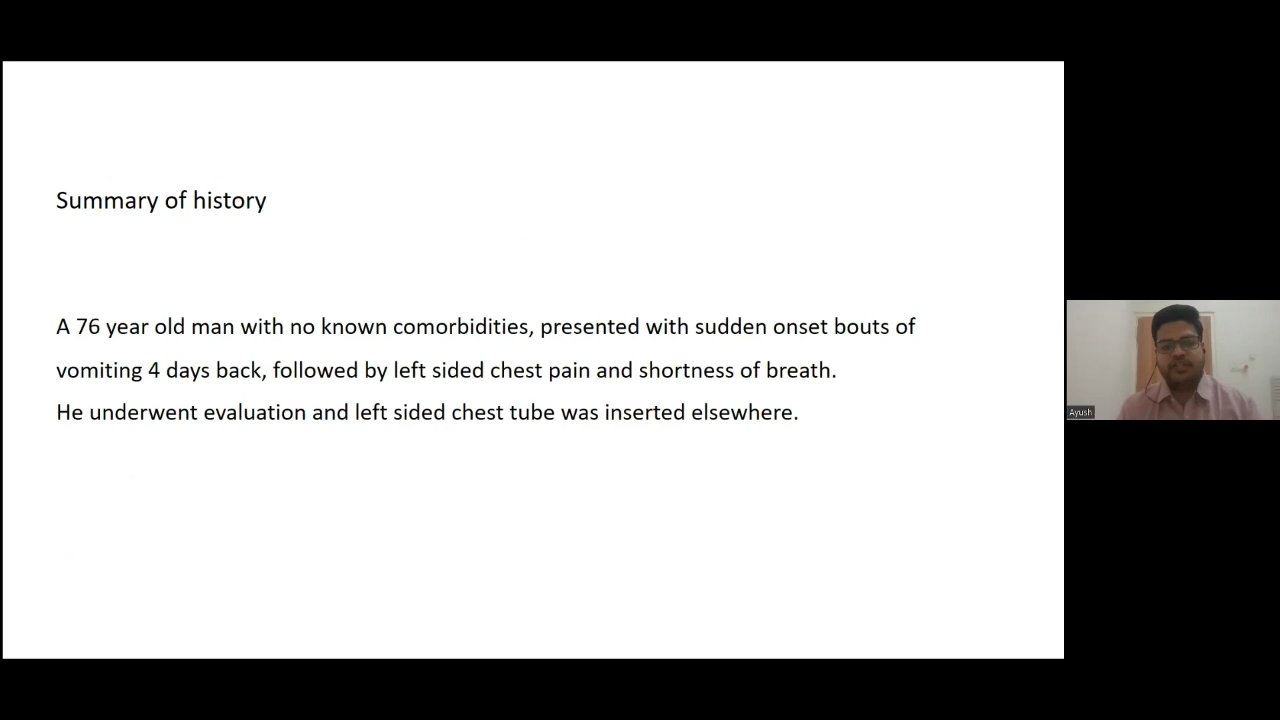 Summary of history
A 76 year old man with no known comorbidities, presented with sudden onset bouts of
vomiting 4 days back, followed by left sided chest pain and shortness of breath.
He underwent evaluation and left sided chest tube was inserted elsewhere.
Ayush